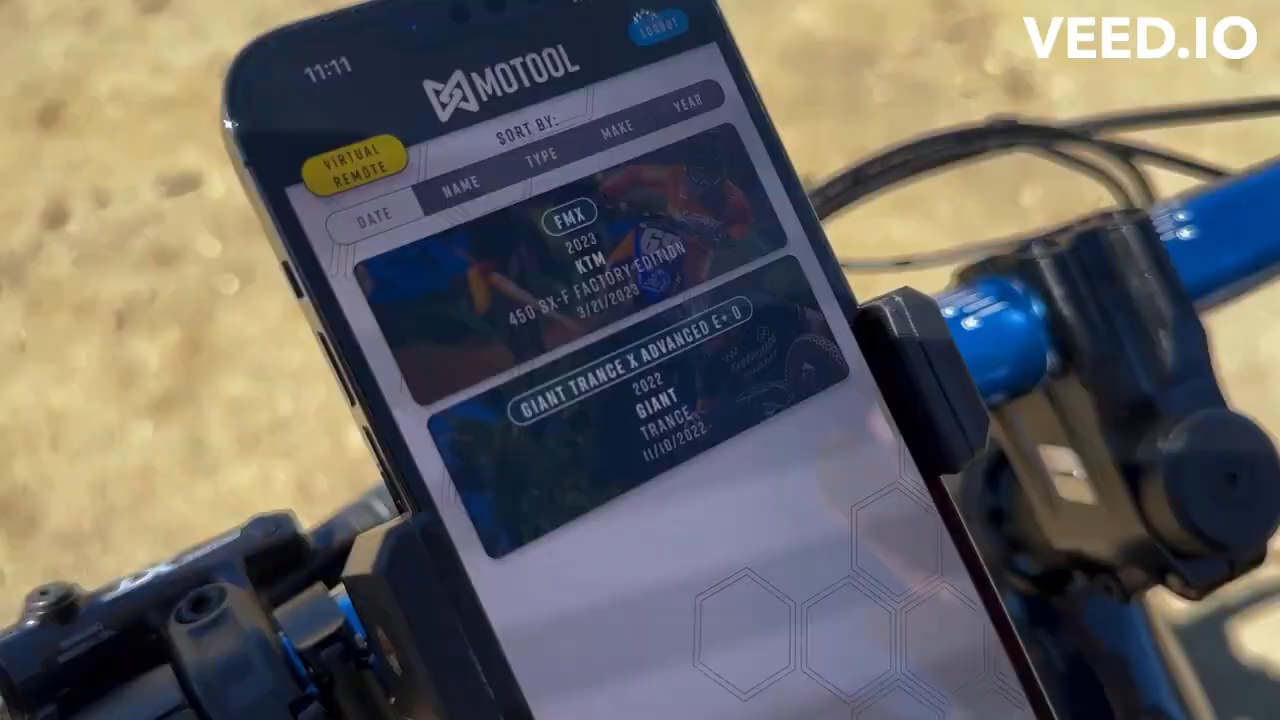 VEED.IO
11:11
LOGOUT
MOTOOL
VIRTUAL
REMOTE
SORT BY:
DATE NAME TYPE MAKE YEAR
FMX
2023
KTM
450 SX-F FACTORY EDITION
3/21/2023
GIANT TRANCE X ADVANCED E+ 0
2022
GIANT
TRANCE
11/10/2022